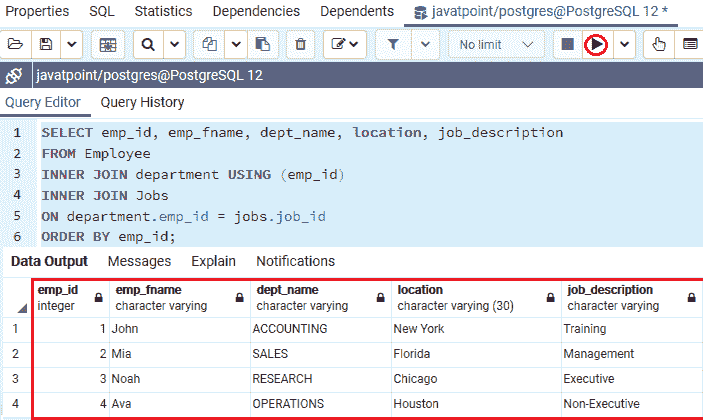 Properties SQL Statistics Dependencies Dependents javatpoint/postgres@PostgreSQL 12 *
No limit
javatpoint/postgres@PostgreSQL 12
Query Editor Query History
1 SELECT emp_id, emp_fname, dept_name, location, job_description
2 FROM Employee
3 INNER JOIN department USING (emp_id)
4 INNER JOIN Jobs
5 ON department.emp_id = jobs.job_id
6 ORDER BY emp_id;
Data Output Messages Explain Notifications
emp_id emp_fname dept_name location job_description
integer character varying character varying character varying (30) character varying
1 1 John ACCOUNTING New York Training
2 2 Mia SALES Florida Management
3 3 Noah RESEARCH Chicago Executive
4 4 Ava OPERATIONS Houston Non-Executive